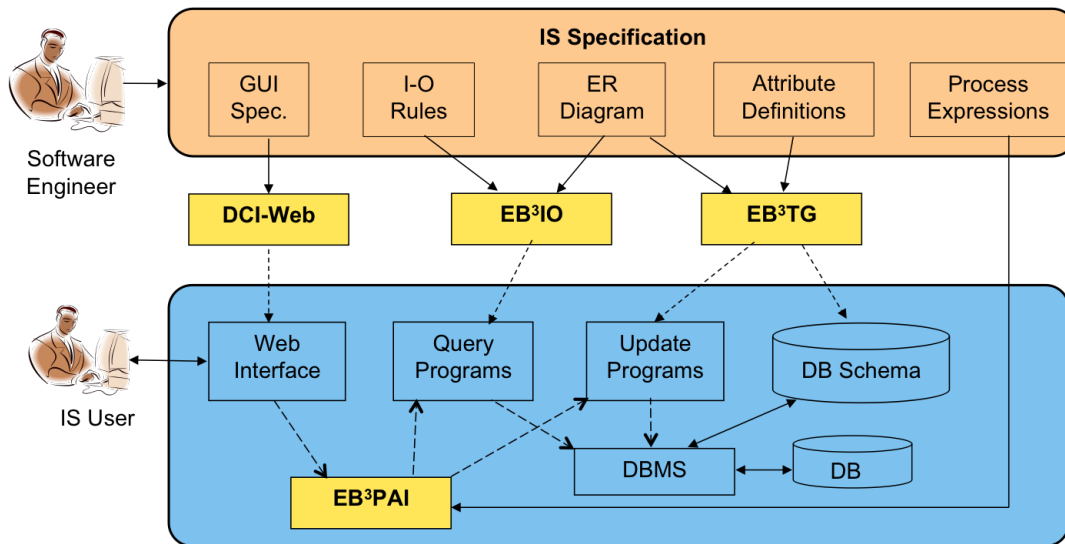 IS Specification
GUI
Spec.
I-O
Rules
ER
Diagram
Attribute
Definitions
Process
Expressions
Software
Engineer
DCI-Web
EB³IO
EB³TG
Web
Interface
Query
Programs
Update
Programs
DB Schema
IS User
DBMS
DB
EB³PAI